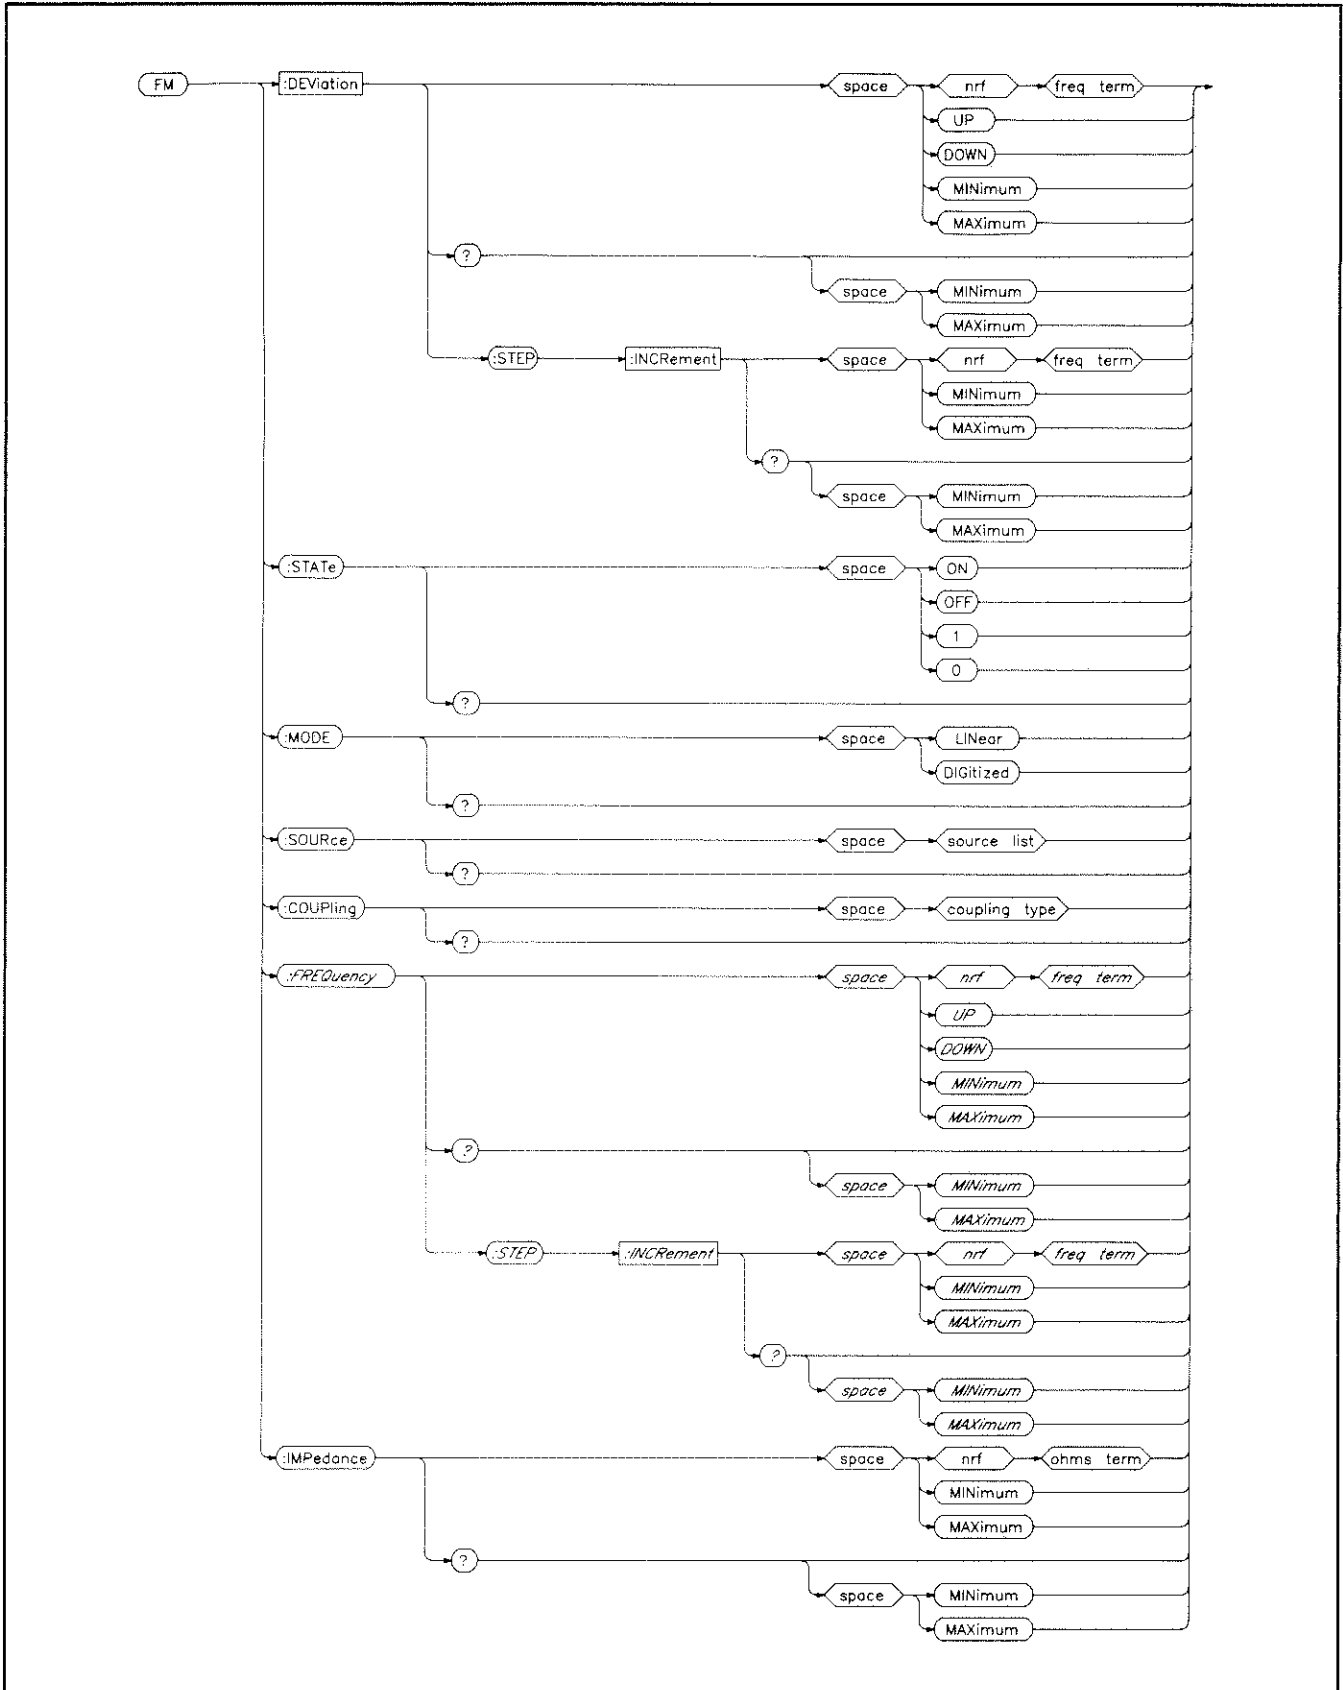 FM :DEViation space nrf freq term
UP
DOWN
MINimum
MAXimum
?
space MINimum
MAXimum
:STEP :INCRement space nrf freq term
MINimum
MAXimum
?
space MINimum
MAXimum
:STATe space ON
OFF
1
0
?
:MODE space LINear
DIGitized
?
:SOURce space source list
?
:COUPling space coupling type
?
:FREQuency space nrf freq term
UP
DOWN
MINimum
MAXimum
?
space MINimum
MAXimum
:STEP :INCRement space nrf freq term
MINimum
MAXimum
?
space MINimum
MAXimum
:IMPedance space nrf ohms term
MINimum
MAXimum
?
space MINimum
MAXimum